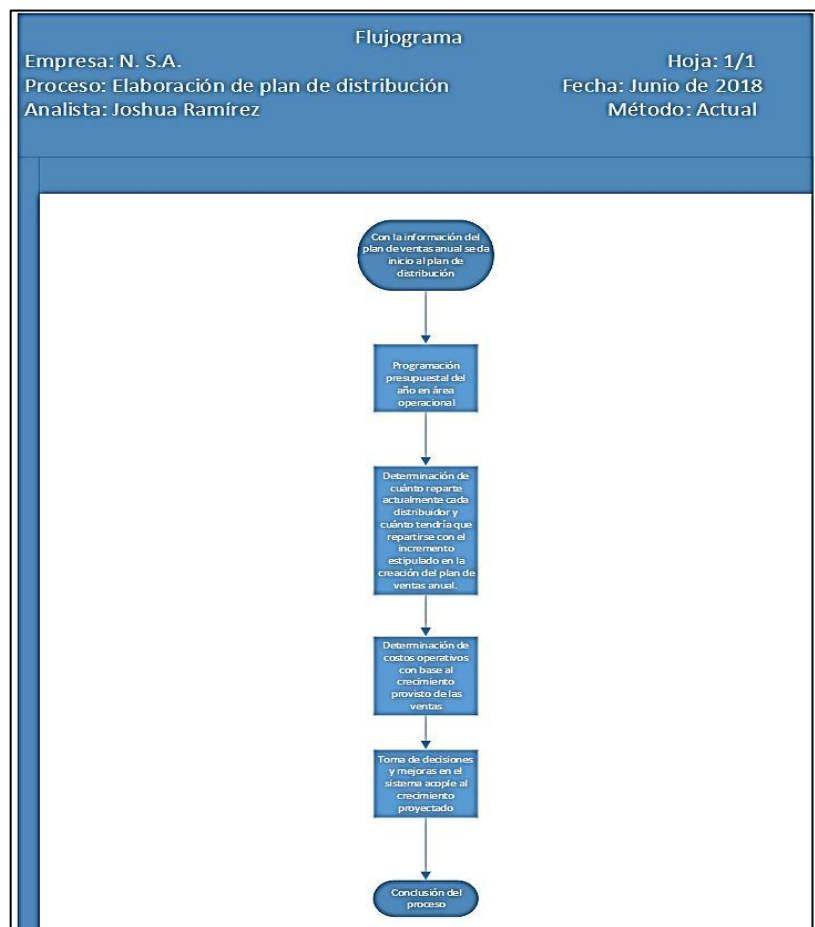 Flujograma
Empresa: N. S.A.
Hoja: 1/1
Proceso: Elaboración de plan de distribución
Fecha: Junio de 2018
Analista: Joshua Ramírez
Método: Actual
Con la información del
plan de ventas anual se da
inicio al plan de
distribución
Programación
presupuestal del
año en área
operacional
Determinación de
cuánto reparte
actualmente cada
distribuidor y
cuánto tendría que
repartirse con el
incremento
estipulado en la
creación del plan de
ventas anual.
Determinación de
costos operativos
con base al
crecimiento
provisto de las
ventas
Toma de decisiones
y mejoras en el
sistema acople al
crecimiento
proyectado
Conclusión del
proceso